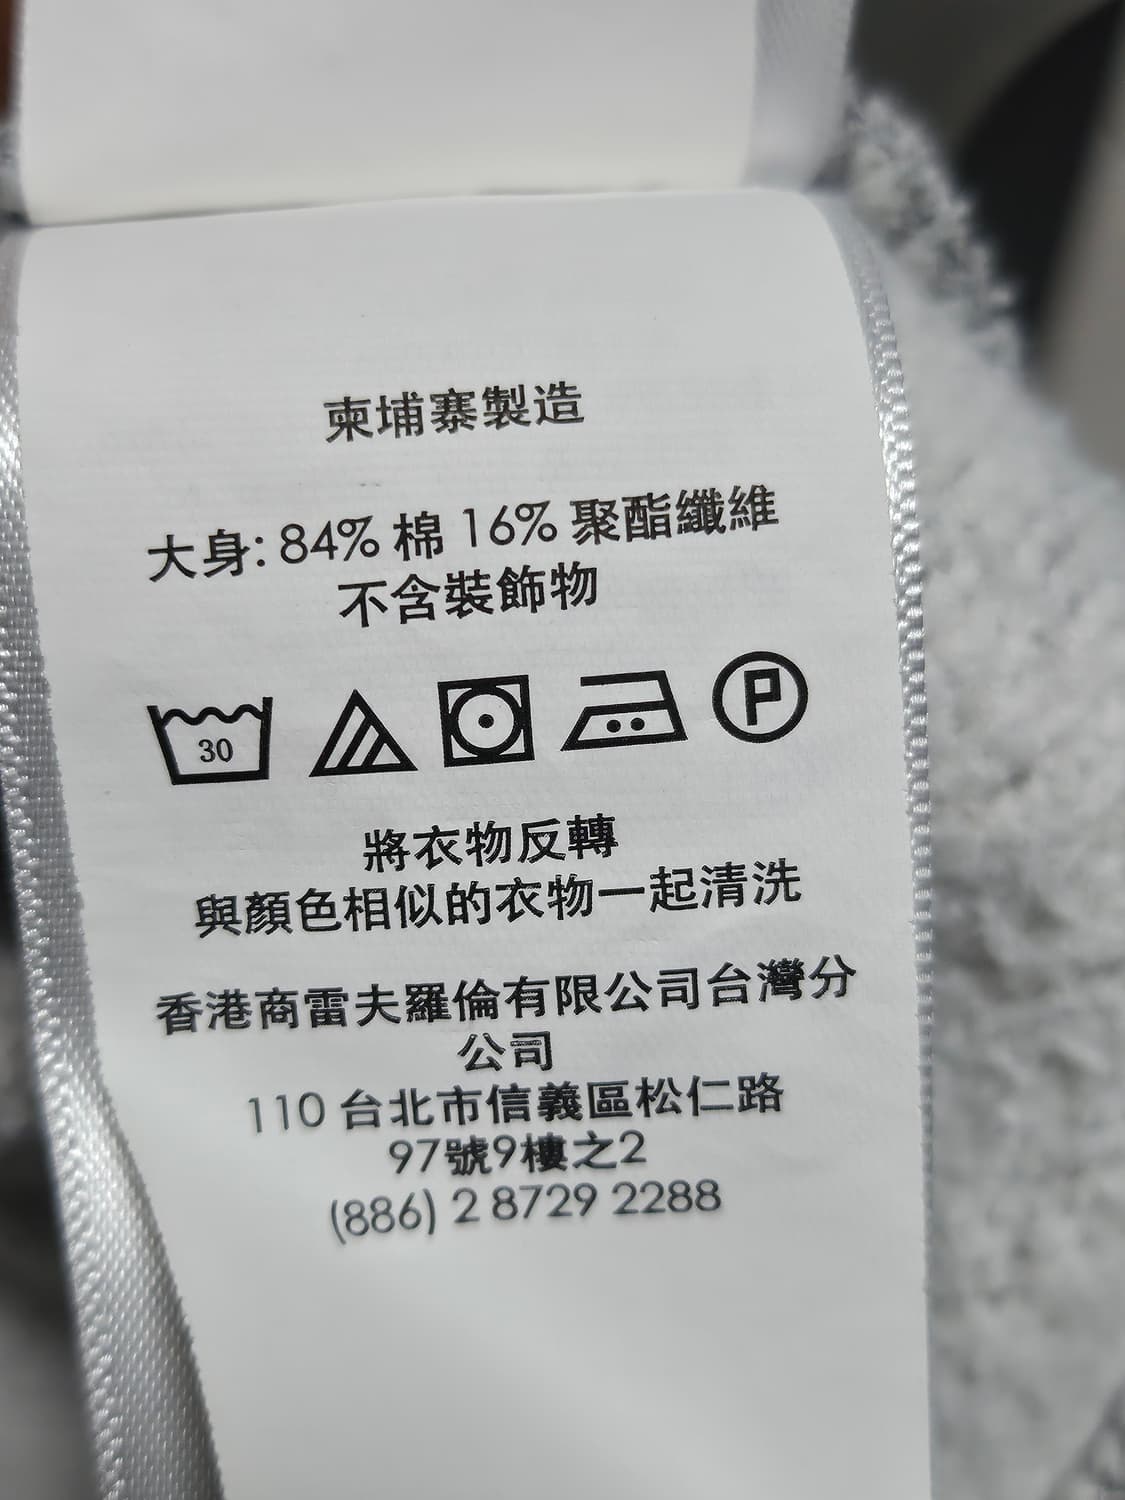 柬埔寨製造
大身: 84% 棉 16% 聚酯纖維
不含裝飾物
30
P
將衣物反轉
與顏色相似的衣物一起清洗
香港商雷夫羅倫有限公司台灣分
公司
110 台北市信義區松仁路
97號9樓之2
(886) 2 8729 2288